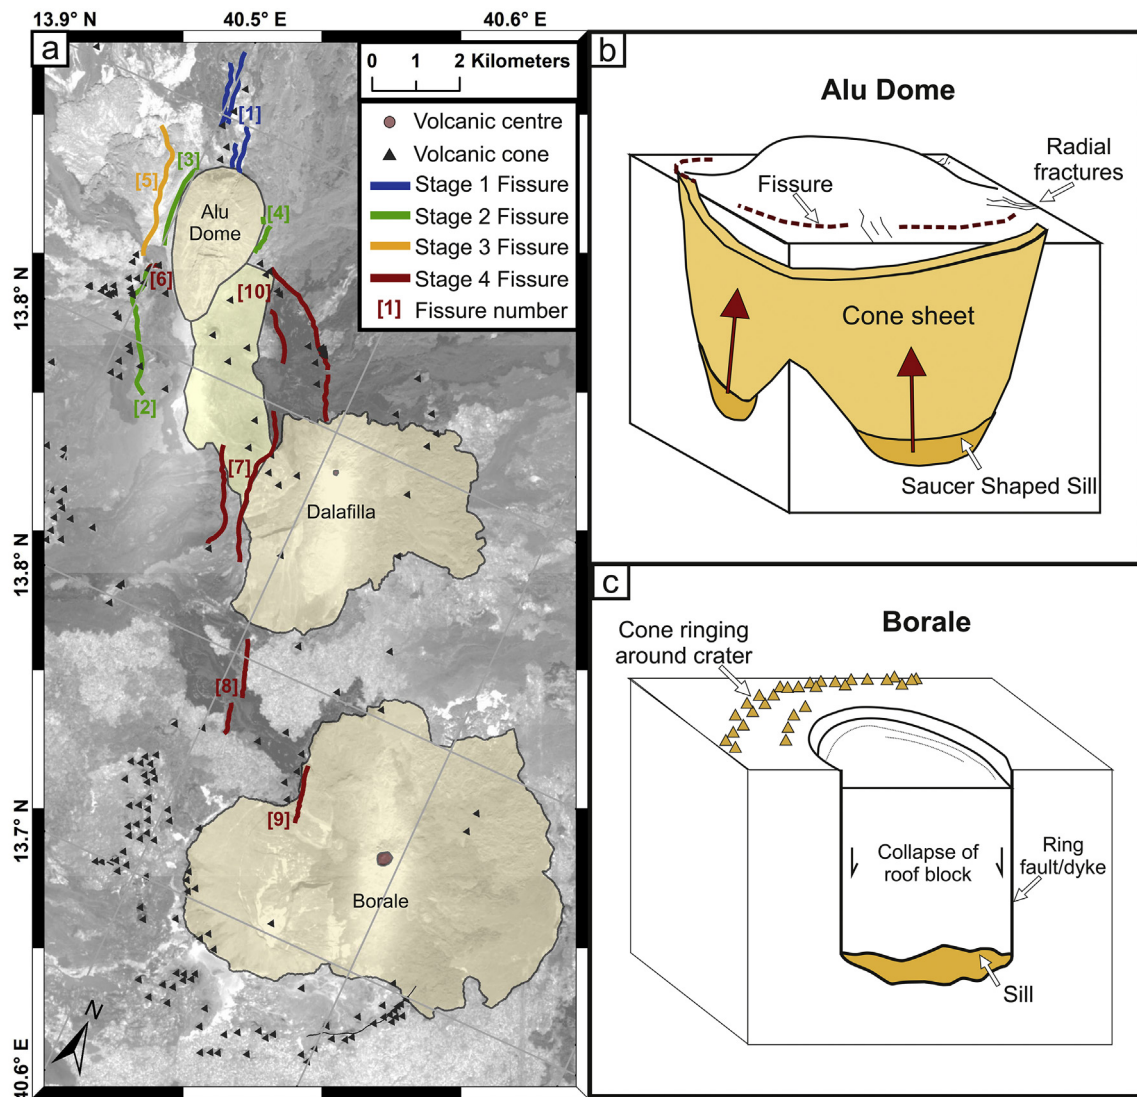 13.9° N
40.5° E
40.6° E
a
0 1 2 Kilometers
Volcanic centre
Volcanic cone
Stage 1 Fissure
Stage 2 Fissure
Stage 3 Fissure
Stage 4 Fissure
[1] Fissure number
[1]
[3]
[5]
[4]
Alu
Dome
[6]
[10]
[2]
[7]
Dalafilla
[8]
[9]
Borale
N
13.8° N
13.8° N
13.7° N
40.6° E
b
Alu Dome
Radial
fractures
Fissure
Cone sheet
Saucer Shaped Sill
c
Borale
Cone ringing
around crater
Collapse of
roof block
Ring
fault/dyke
Sill